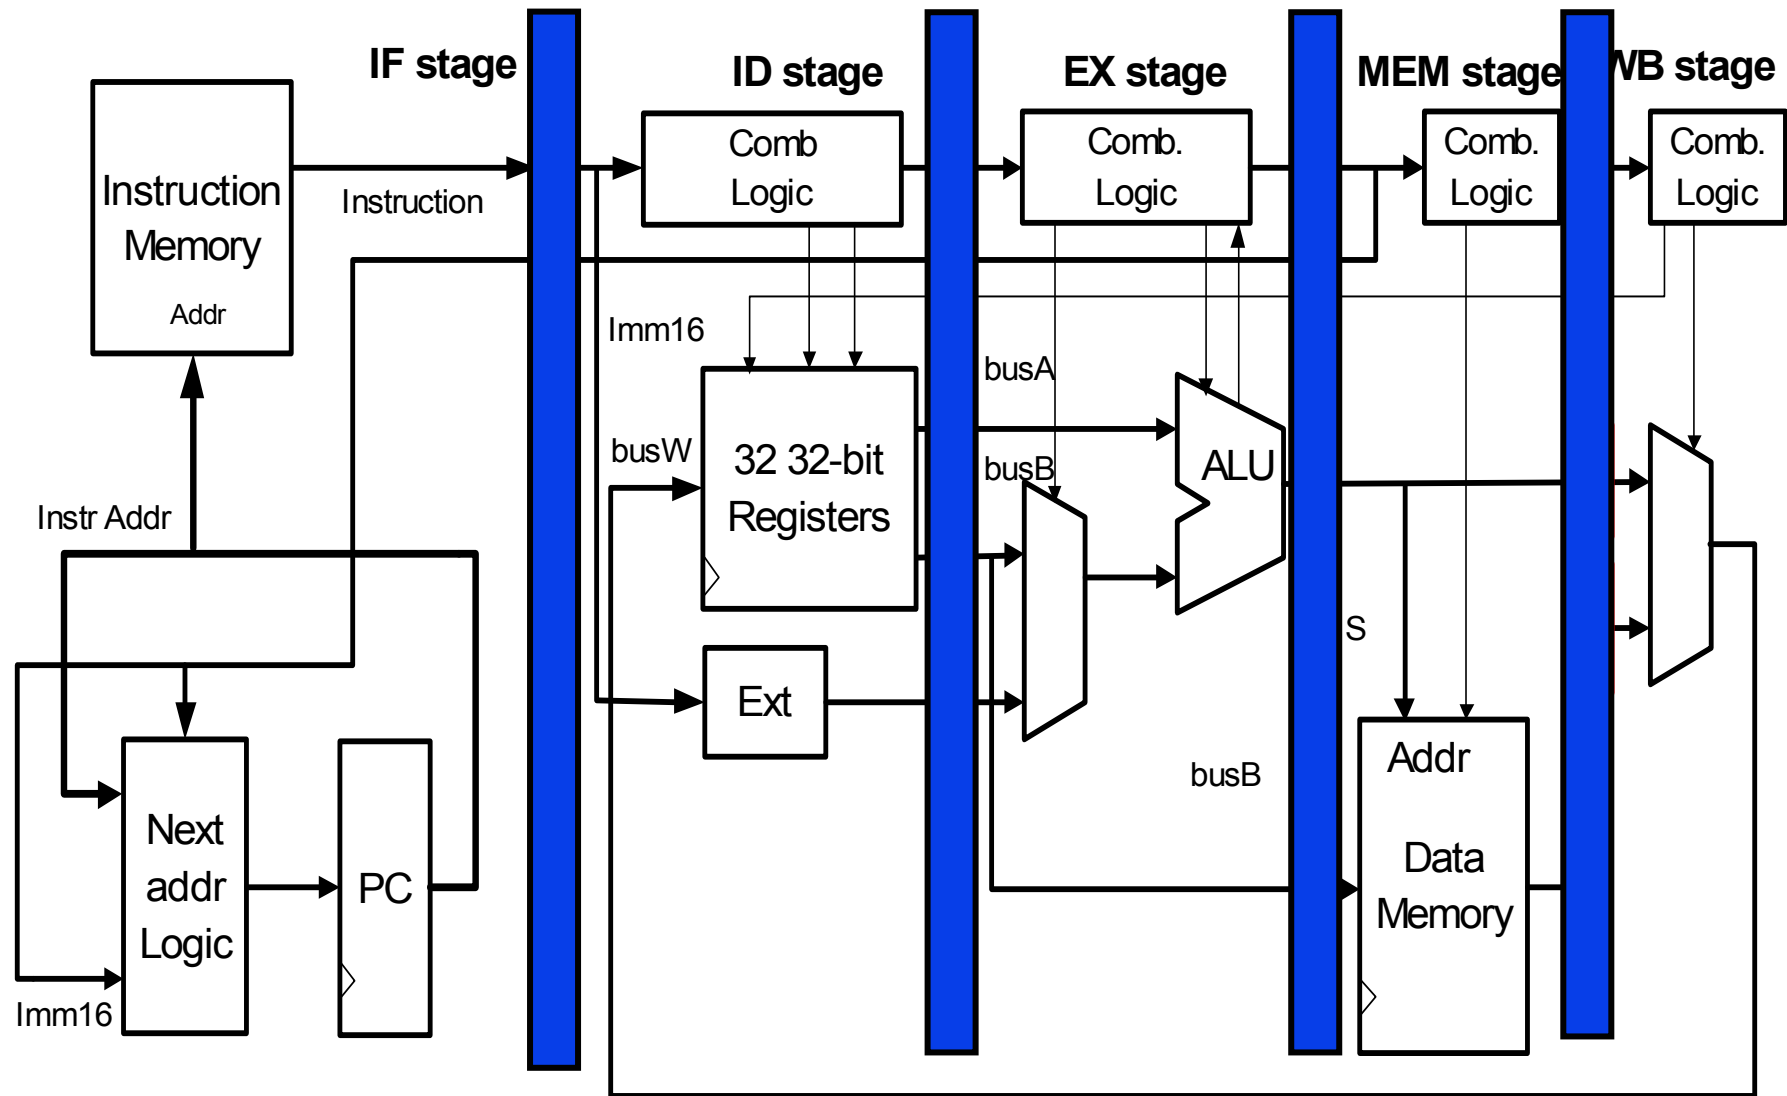 IF stage
ID stage
EX stage
MEM stage
WB stage
Instruction
Memory
Addr
Instruction
Comb
Logic
Comb.
Logic
Comb.
Logic
Comb.
Logic
Imm16
busA
busW
32 32-bit
Registers
busB
ALU
Instr Addr
S
Ext
busB
Addr
Data
Memory
Next
addr
Logic
PC
Imm16